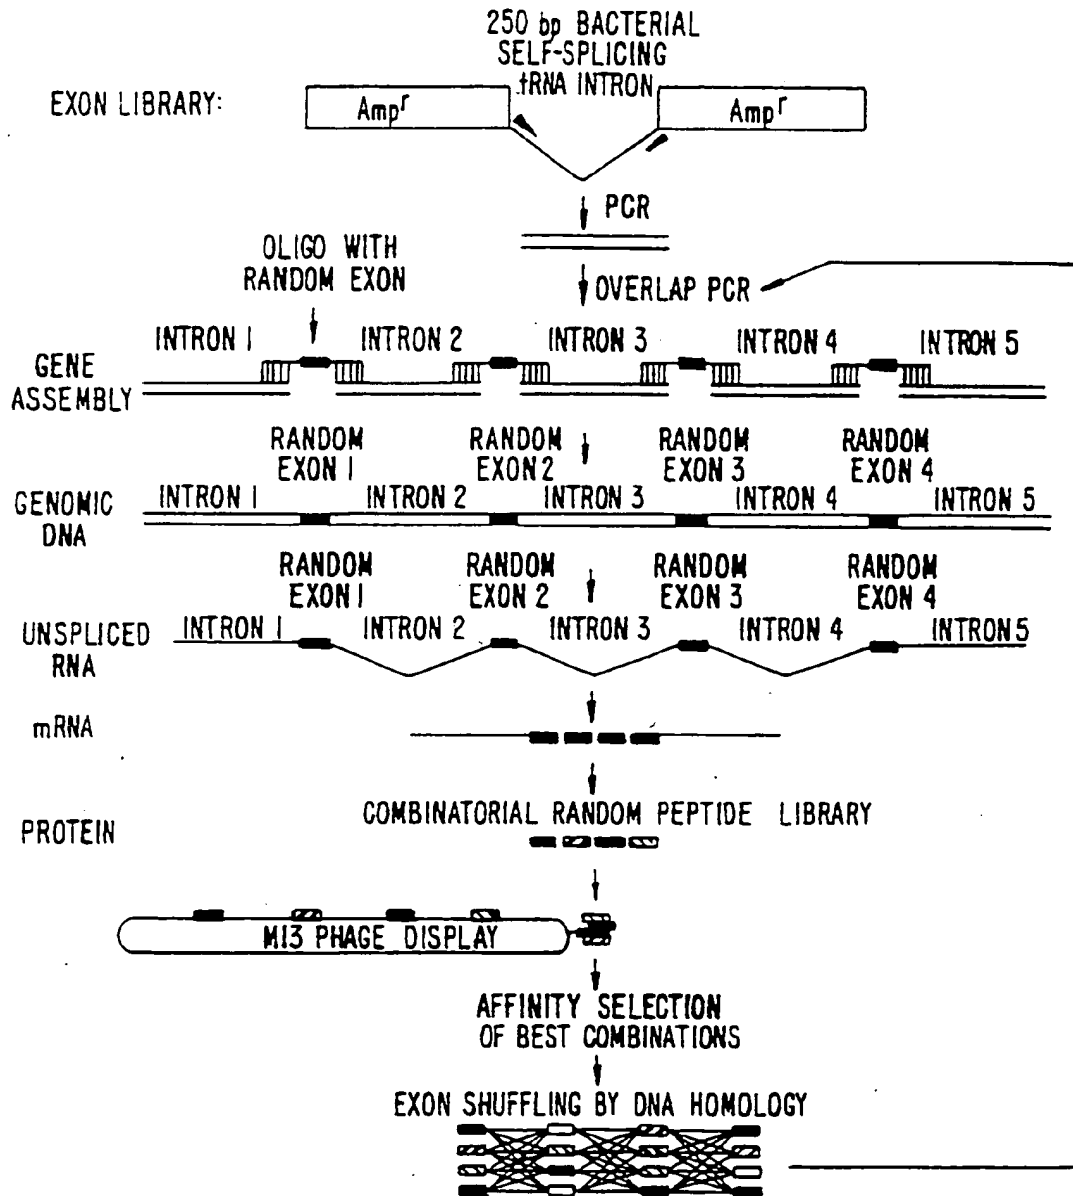 250 bp BACTERIAL
SELF-SPLICING
tRNA INTRON
EXON LIBRARY:
Ampr Ampr
PCR
OLIGO WITH
RANDOM EXON
OVERLAP PCR
INTRON 1 INTRON 2 INTRON 3 INTRON 4 INTRON 5
GENE
ASSEMBLY
RANDOM EXON 1 RANDOM EXON 2 RANDOM EXON 3 RANDOM EXON 4
INTRON 1 INTRON 2 INTRON 3 INTRON 4 INTRON 5
GENOMIC
DNA
RANDOM EXON 1 RANDOM EXON 2 RANDOM EXON 3 RANDOM EXON 4
INTRON 1 INTRON 2 INTRON 3 INTRON 4 INTRON 5
UNSPLICED
RNA
mRNA
COMBINATORIAL RANDOM PEPTIDE LIBRARY
PROTEIN
M13 PHAGE DISPLAY
AFFINITY SELECTION
OF BEST COMBINATIONS
EXON SHUFFLING BY DNA HOMOLOGY